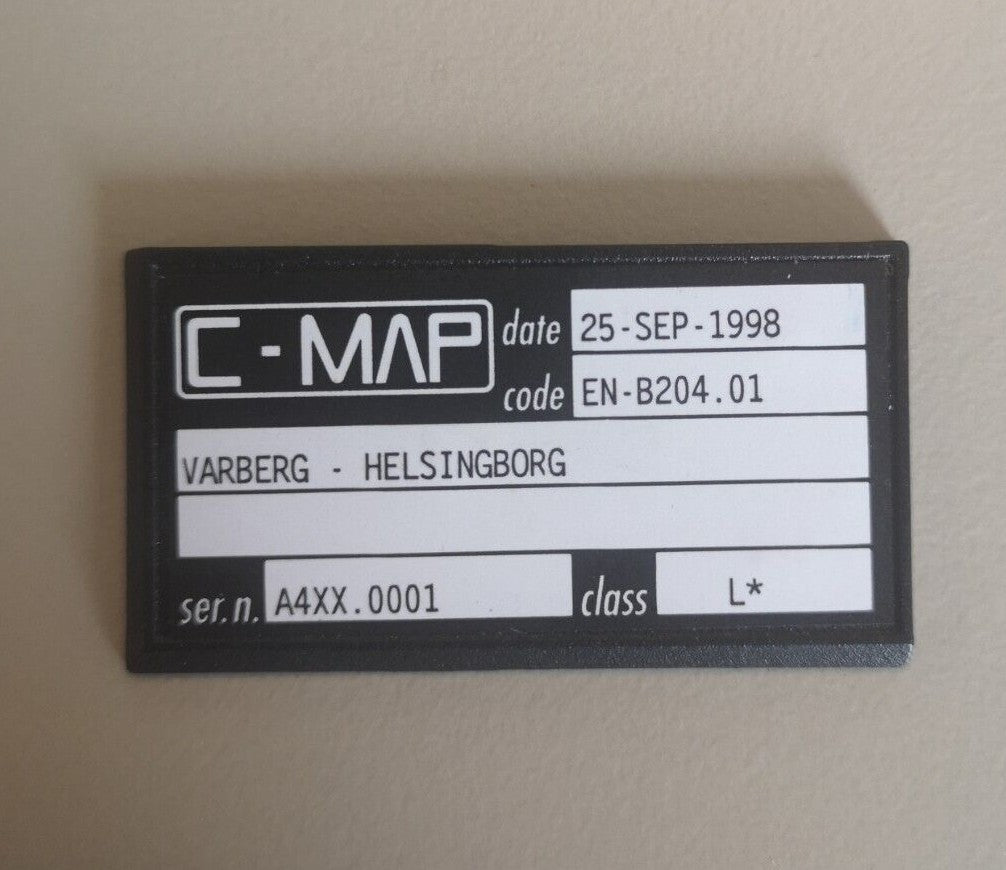 C-MAP date 25-SEP-1998
code EN-B204.01
VARBERG - HELSINGBORG
ser.n. A4XX.0001 class L*